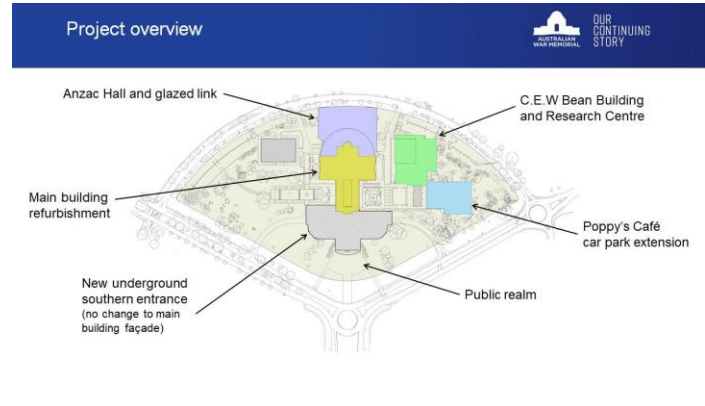 Project overview
AUSTRALIAN
WAR MEMORIAL
OUR
CONTINUING
STORY
Anzac Hall and glazed link
C.E.W Bean Building
and Research Centre
Main building
refurbishment
Poppy's Café
car park extension
New underground
southern entrance
(no change to main
building façade)
Public realm